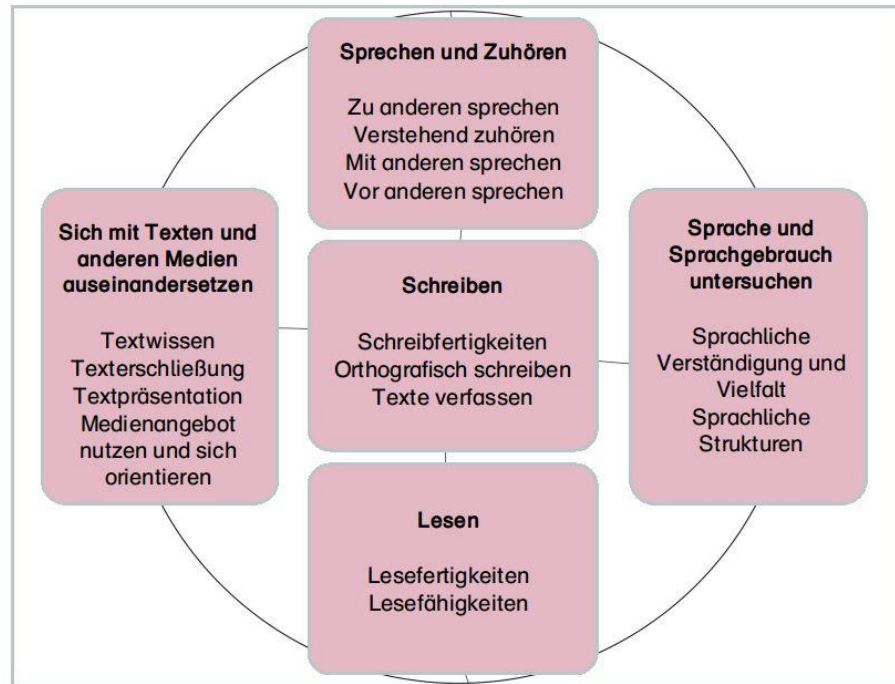 Sprechen und Zuhören
Zu anderen sprechen
Verstehend zuhören
Mit anderen sprechen
Vor anderen sprechen
Sich mit Texten und
anderen Medien
auseinandersetzen
Textwissen
Texterschließung
Textpräsentation
Medienangebot
nutzen und sich
orientieren
Schreiben
Schreibfertigkeiten
Orthografisch schreiben
Texte verfassen
Sprache und
Sprachgebrauch
untersuchen
Sprachliche
Verständigung und
Vielfalt
Sprachliche
Strukturen
Lesen
Lesefertigkeiten
Lesefähigkeiten